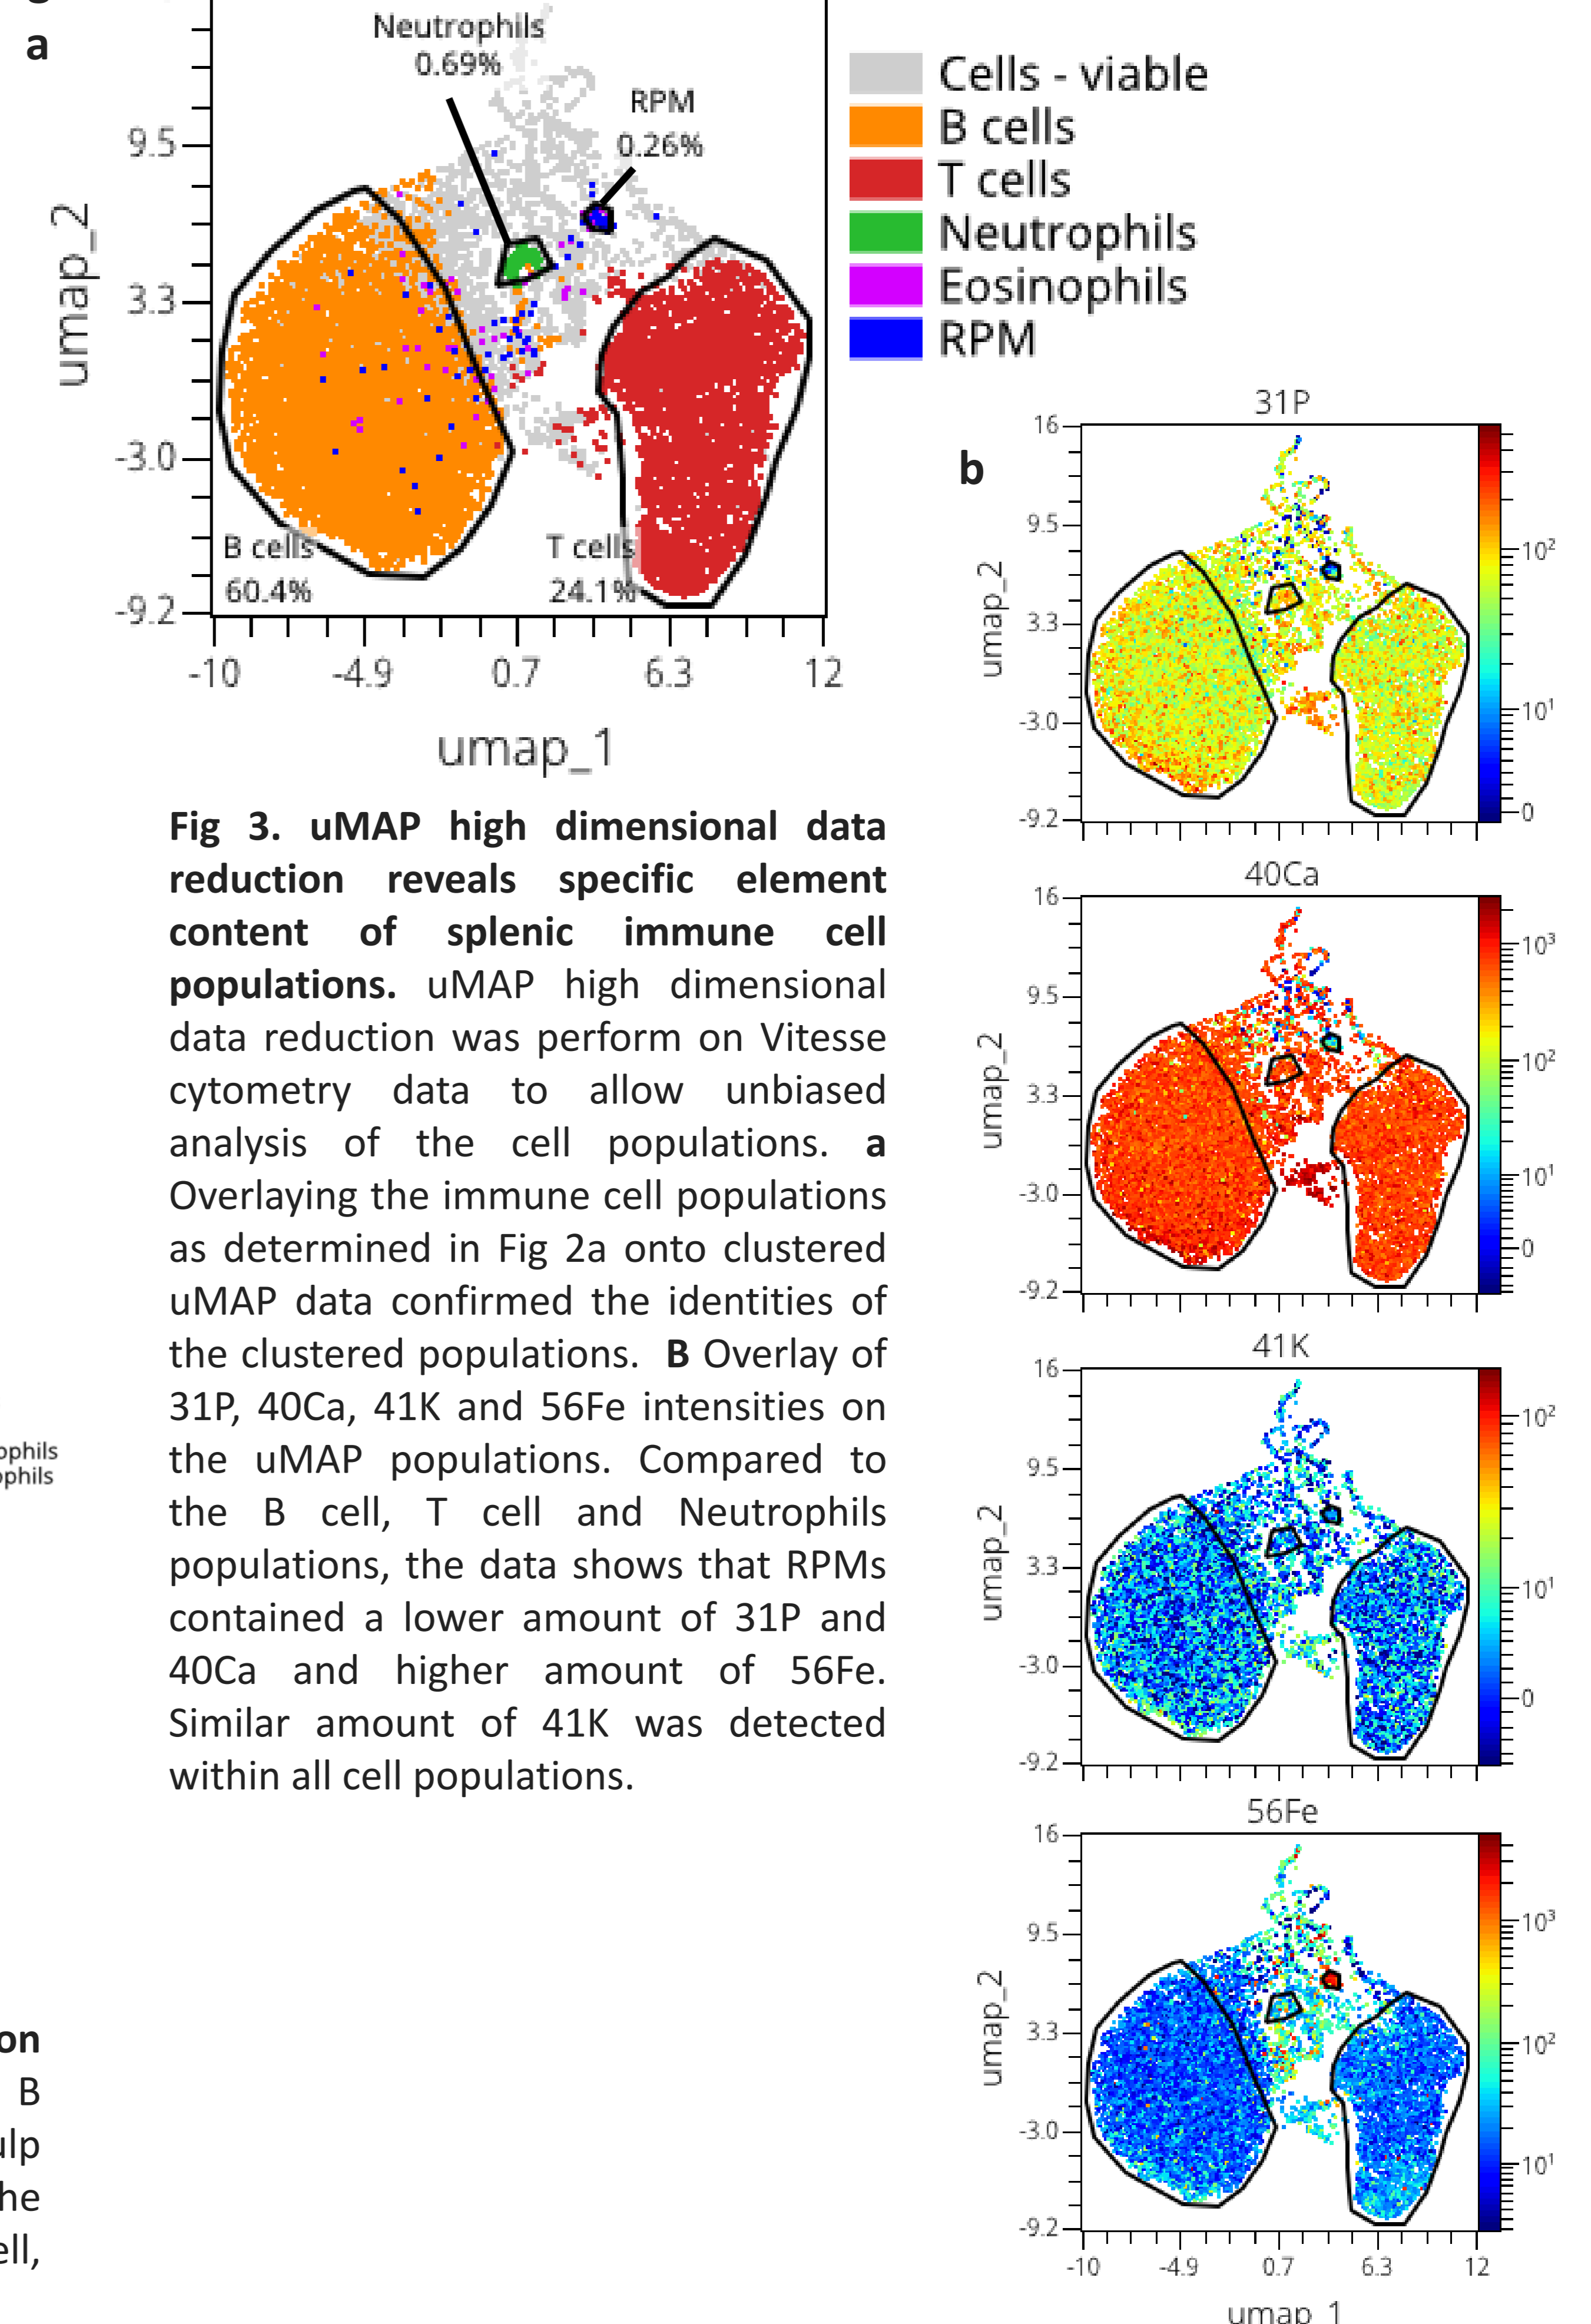 a
Neutrophils
0.69%
RPM
0.26%
9.5
3.3
-3.0
-9.2
umap_2
B cells
60.4%
T cells
24.1%
-10
-4.9
0.7
6.3
12
umap_1
Cells - viable
B cells
T cells
Neutrophils
Eosinophils
RPM
Fig 3. uMAP high dimensional data
reduction reveals specific element
content of splenic immune cell
populations. uMAP high dimensional
data reduction was perform on Vitesse
cytometry data to allow unbiased
analysis of the cell populations. a
Overlaying the immune cell populations
as determined in Fig 2a onto clustered
uMAP data confirmed the identities of
the clustered populations. B Overlay of
31P, 40Ca, 41K and 56Fe intensities on
the uMAP populations. Compared to
the B cell, T cell and Neutrophils
populations, the data shows that RPMs
contained a lower amount of 31P and
40Ca and higher amount of 56Fe.
Similar amount of 41K was detected
within all cell populations.
b
31P
16
9.5
3.3
-3.0
-9.2
umap_2
10²
10¹
0
40Ca
16
9.5
3.3
-3.0
-9.2
umap_2
10³
10²
10¹
0
41K
16
9.5
3.3
-3.0
-9.2
umap_2
10²
10¹
0
56Fe
16
9.5
3.3
-3.0
-9.2
umap_2
10³
10²
10¹
-10
-4.9
0.7
6.3
12
umap_1
ophils
ophils
on
B
ulp
he
ell,